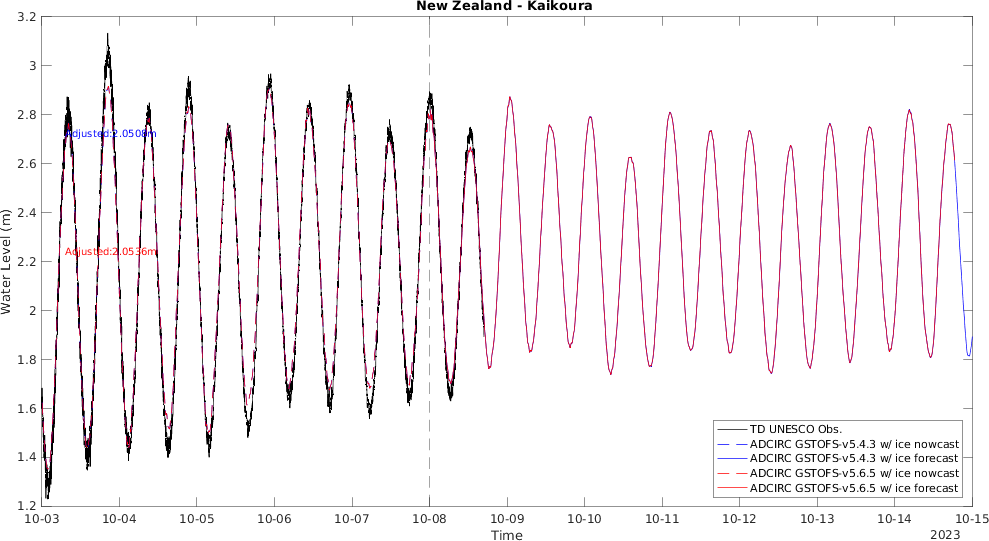 New Zealand - Kaikoura
3.2
3
2.8
2.6
2.4
2.2
2
1.8
1.6
1.4
1.2
Water Level (m)
Adjusted:2.0508m
Adjusted:2.0536m
TD UNESCO Obs.
ADCIRC GSTOFS-v5.4.3 w/ ice nowcast
ADCIRC GSTOFS-v5.4.3 w/ ice forecast
ADCIRC GSTOFS-v5.6.5 w/ ice nowcast
ADCIRC GSTOFS-v5.6.5 w/ ice forecast
10-03 10-04 10-05 10-06 10-07 10-08 10-09 10-10 10-11 10-12 10-13 10-14 10-15
Time
2023